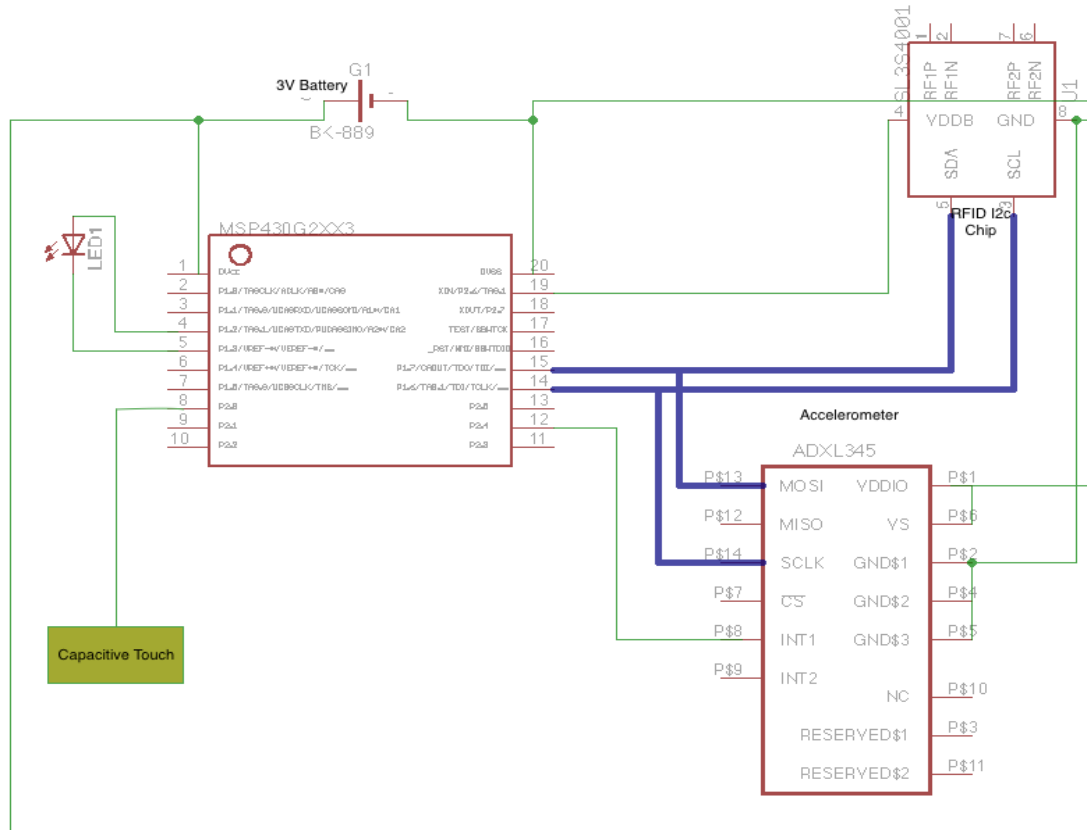 G1
3V Battery
-
BK-889
SL3S4001
1
2
7
6
RF1P
RF1N
RF2P
RF2N
J1
4
VDDB
GND
8
SDA
SCL
5
3
RFID I2c
Chip
LED1
MSP430G2XX3
1
DVCC
DVSS
20
2
19
3
XOUT/P2.7
18
4
TEST/SBWTCK
17
5
16
6
15
7
14
8
P2.0
P2.5
13
9
P2.1
P2.4
12
10
P2.2
P2.3
11
Capacitive Touch
Accelerometer
ADXL345
P$13
MOSI
VDDIO
P$1
P$12
MISO
VS
P$6
P$14
SCLK
GND$1
P$2
P$7
CS
GND$2
P$4
P$8
INT1
GND$3
P$5
P$9
INT2
NC
P$10
RESERVED$1
P$3
RESERVED$2
P$11